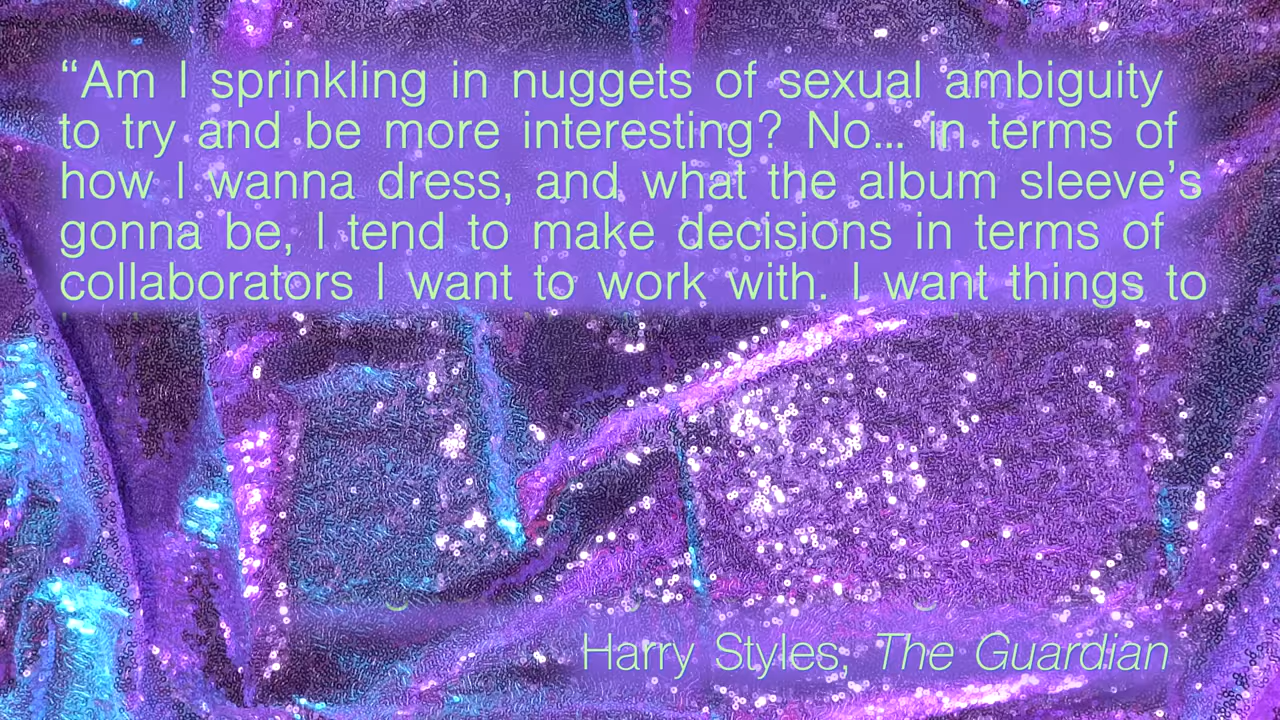 “Am I sprinkling in nuggets of sexual ambiguity
to try and be more interesting? No... in terms of
how I wanna dress, and what the album sleeve’s
gonna be, I tend to make decisions in terms of
collaborators I want to work with. I want things to
Harry Styles, The Guardian